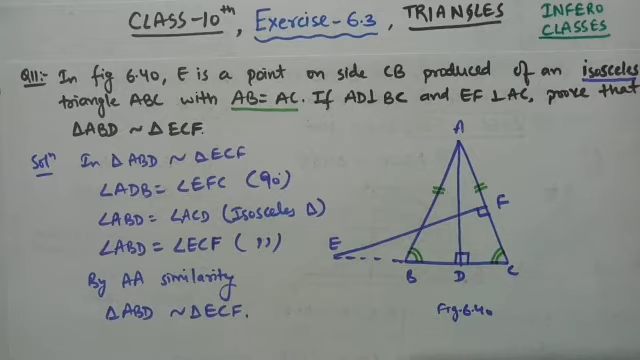 CLASS-10th, Exercise-6.3, TRIANGLES INFERO CLASSES
Q11:- In fig 6.40, E is a point on side CB produced of an isosceles
triangle ABC with AB=AC. If AD⊥BC and EF⊥AC, prove that
ΔABD ~ ΔECF.
Solⁿ In ΔABD ~ ΔECF
∠ADB = ∠EFC (90)
∠ABD = ∠ACD (Isosceles Δ)
∠ABD = ∠ECF ( ,, )
By AA similarity
ΔABD ~ ΔECF.
A
F
E
B D C
Fig.6.40